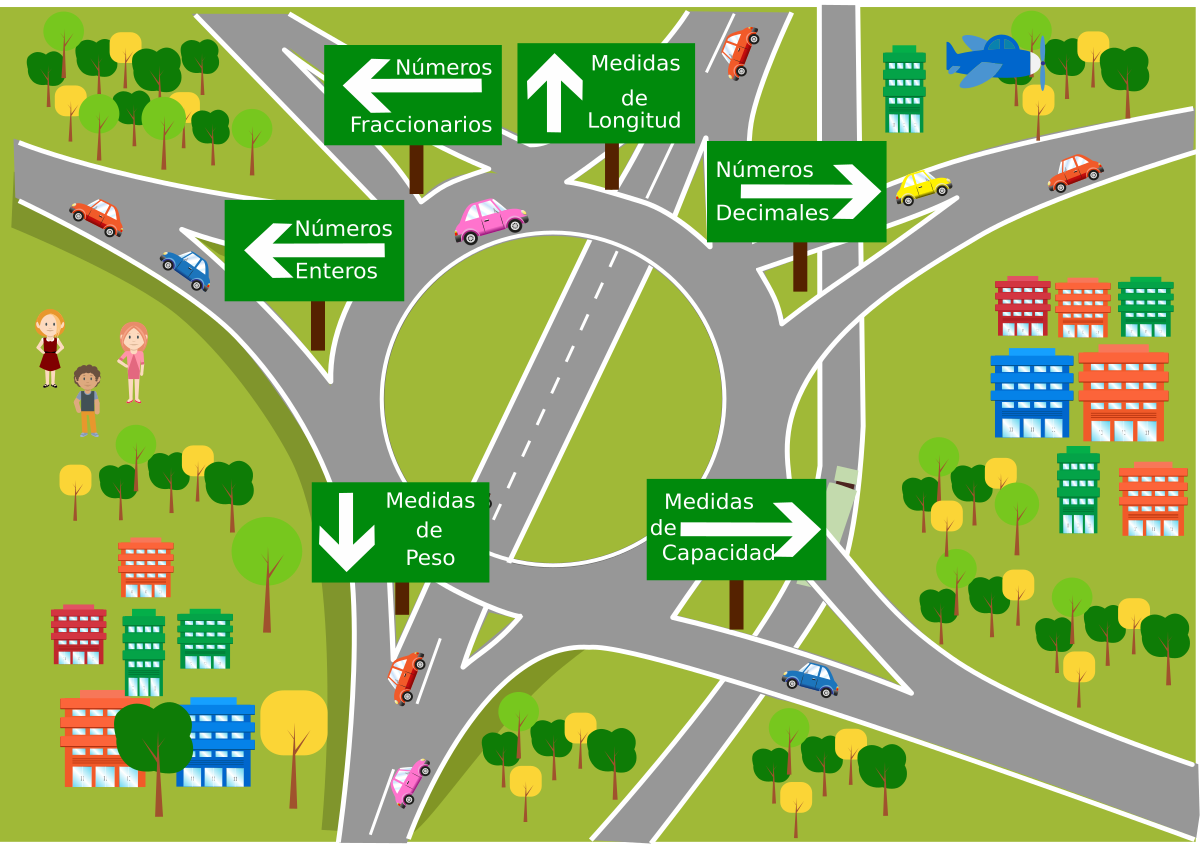 Números
Fraccionarios
Medidas
de
Longitud
Números
Decimales
Números
Enteros
Medidas
de
Peso
Medidas
de
Capacidad